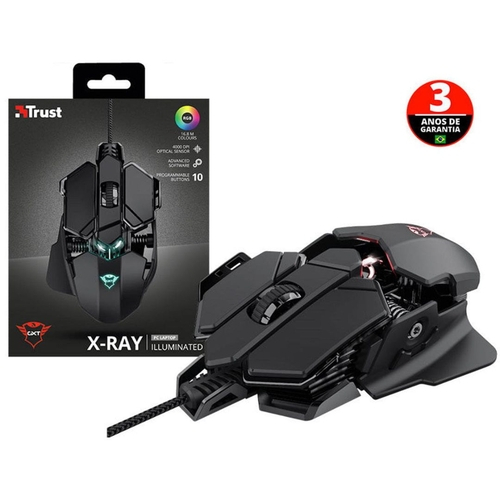 Trust
RGB
16.8 M
COLOURS
4000 DPI
OPTICAL SENSOR
ADVANCED
SOFTWARE
PROGRAMMABLE
BUTTONS 10
GXT
X-RAY
PC LAPTOP
ILLUMINATED
3
ANOS DE
GARANTIA